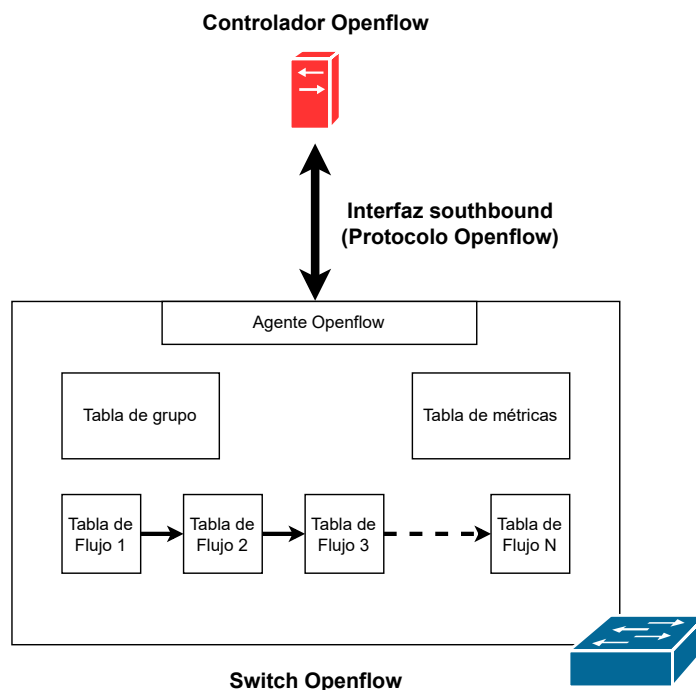 Controlador Openflow
Interfaz southbound
(Protocolo Openflow)
Agente Openflow
Tabla de grupo
Tabla de métricas
Tabla de
Flujo 1
Tabla de
Flujo 2
Tabla de
Flujo 3
Tabla de
Flujo N
Switch Openflow